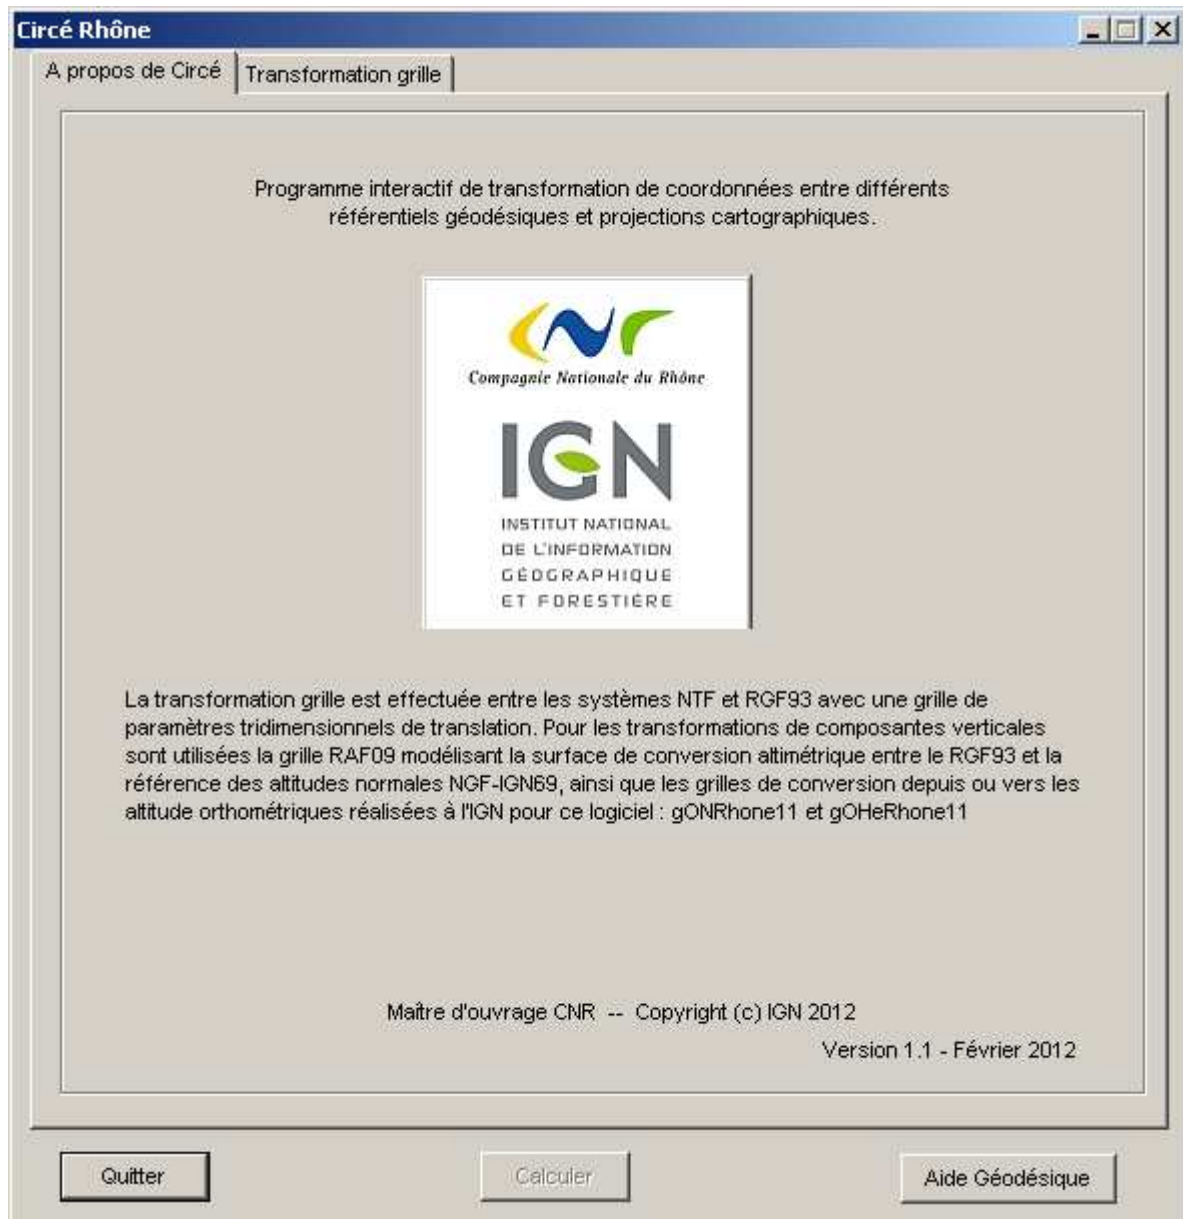 Circé Rhône
A propos de Circé
Transformation grille
Programme interactif de transformation de coordonnées entre différents
référentiels géodésiques et projections cartographiques.
CNR
Compagnie Nationale du Rhône
IGN
INSTITUT NATIONAL
DE L'INFORMATION
GÉOGRAPHIQUE
ET FORESTIÈRE
La transformation grille est effectuée entre les systèmes NTF et RGF93 avec une grille de
paramètres tridimensionnels de translation. Pour les transformations de composantes verticales
sont utilisées la grille RAF09 modélisant la surface de conversion altimétrique entre le RGF93 et la
référence des altitudes normales NGF-IGN69, ainsi que les grilles de conversion depuis ou vers les
altitude orthométriques réalisées à l'IGN pour ce logiciel : gONRhone11 et gOHeRhone11
Maître d'ouvrage CNR -- Copyright (c) IGN 2012
Version 1.1 - Février 2012
Quitter
Calculer
Aide Géodésique